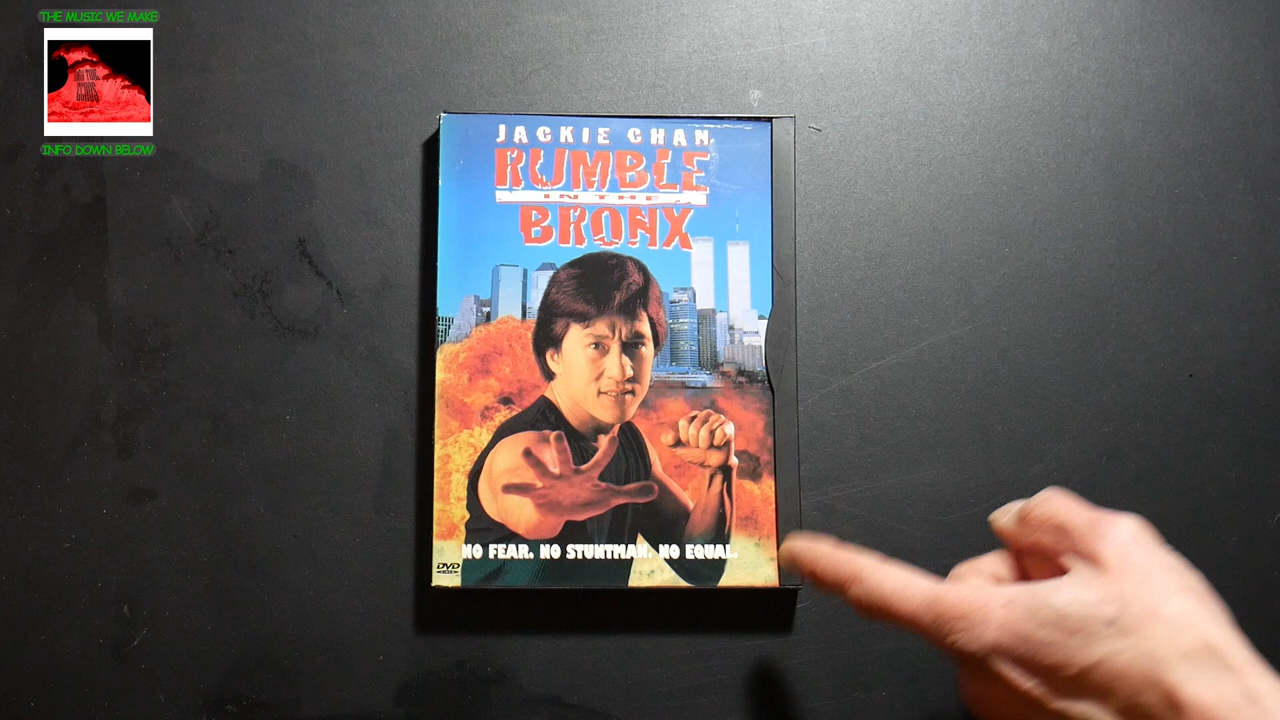 THE MUSIC WE MAKE
INFO DOWN BELOW
JACKIE CHAN
RUMBLE
IN THE
BRONX
NO FEAR. NO STUNTMAN. NO EQUAL.
DVD
VIDEO